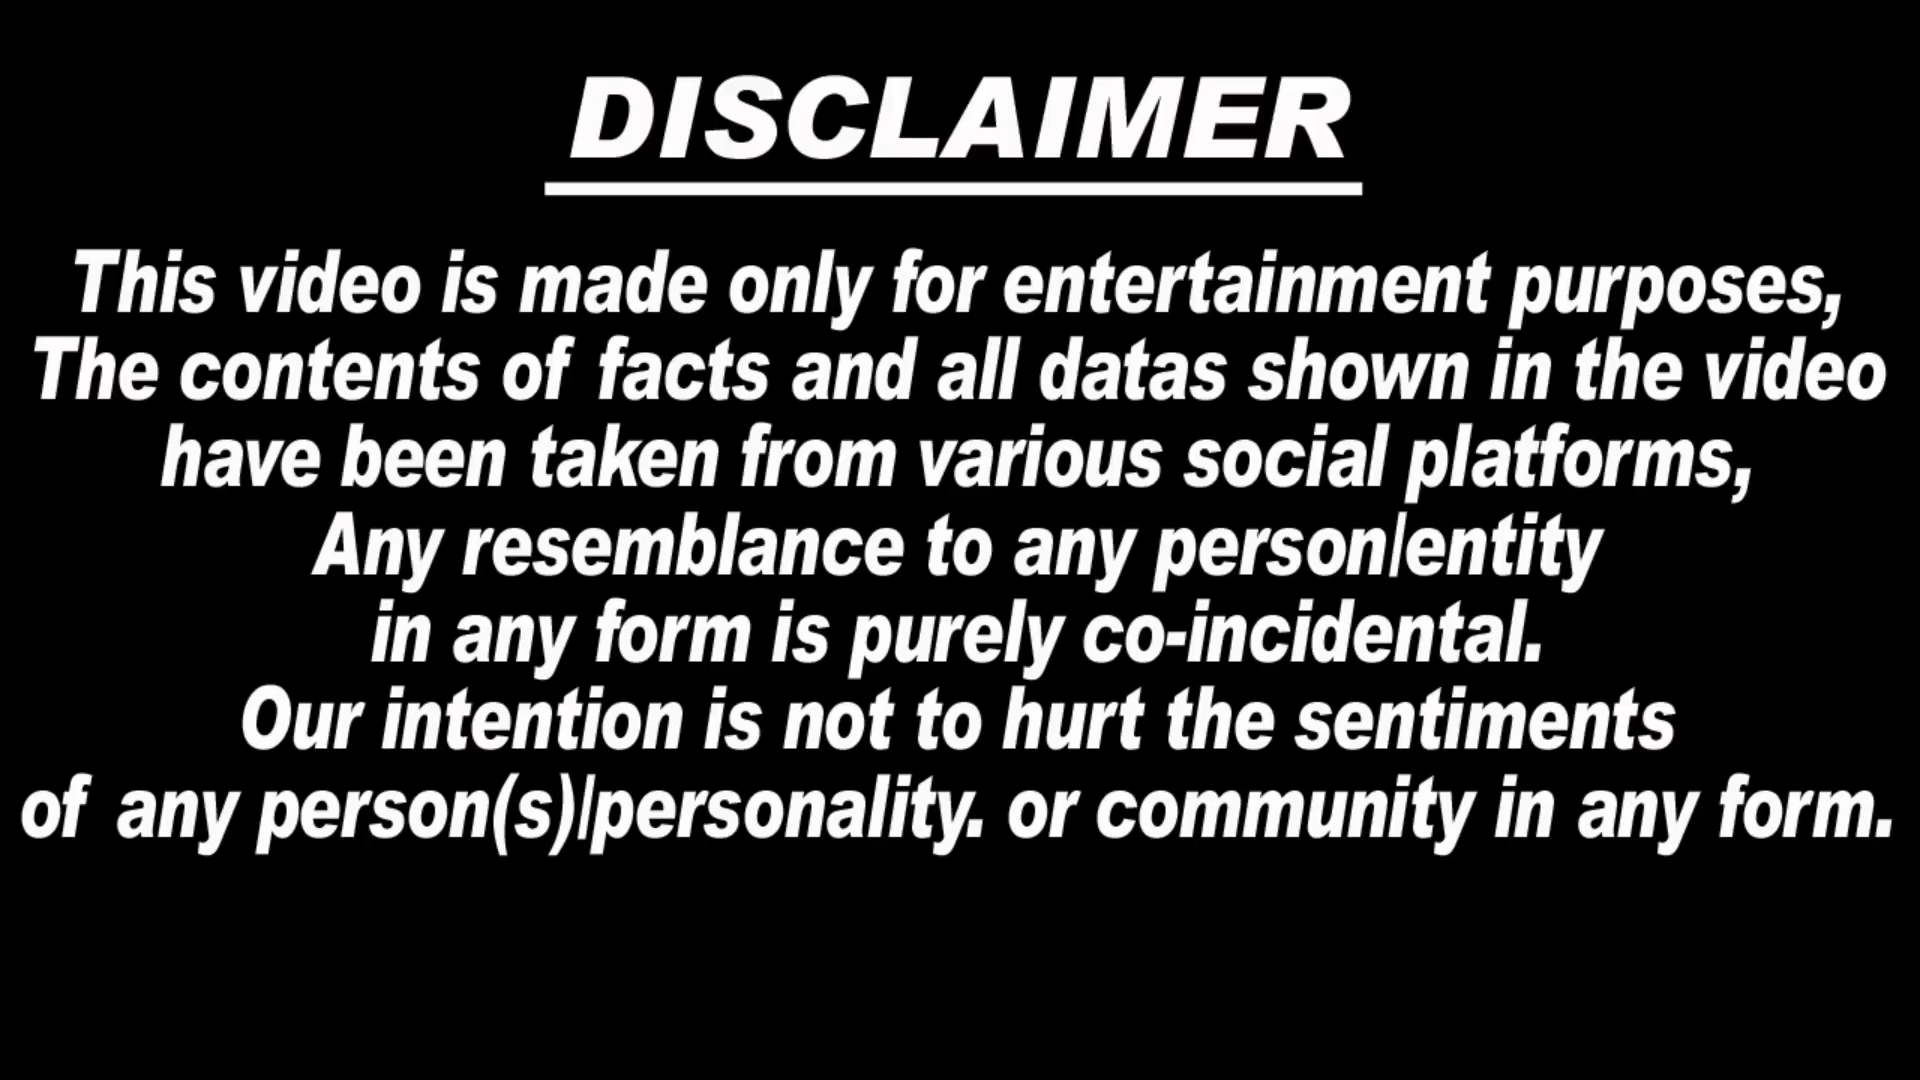 DISCLAIMER
This video is made only for entertainment purposes,
The contents of facts and all datas shown in the video
have been taken from various social platforms,
Any resemblance to any person/entity
in any form is purely co-incidental.
Our intention is not to hurt the sentiments
of any person(s)/personality. or community in any form.